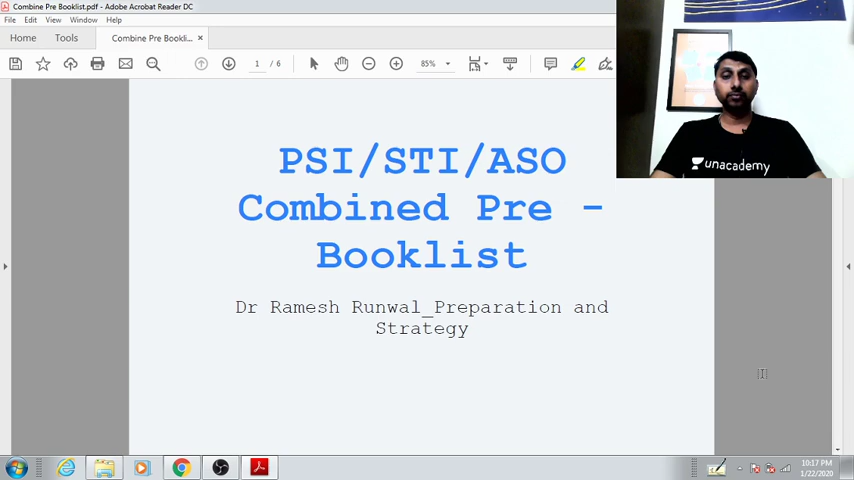 Combine Pre Booklist.pdf - Adobe Acrobat Reader DC
File Edit View Window Help
Home Tools Combine Pre Bookli... ×
1 / 6 85%
unacademy
PSI/STI/ASO
Combined Pre -
Booklist
Dr Ramesh Runwal_Preparation and
Strategy
10:17 PM
1/22/2020